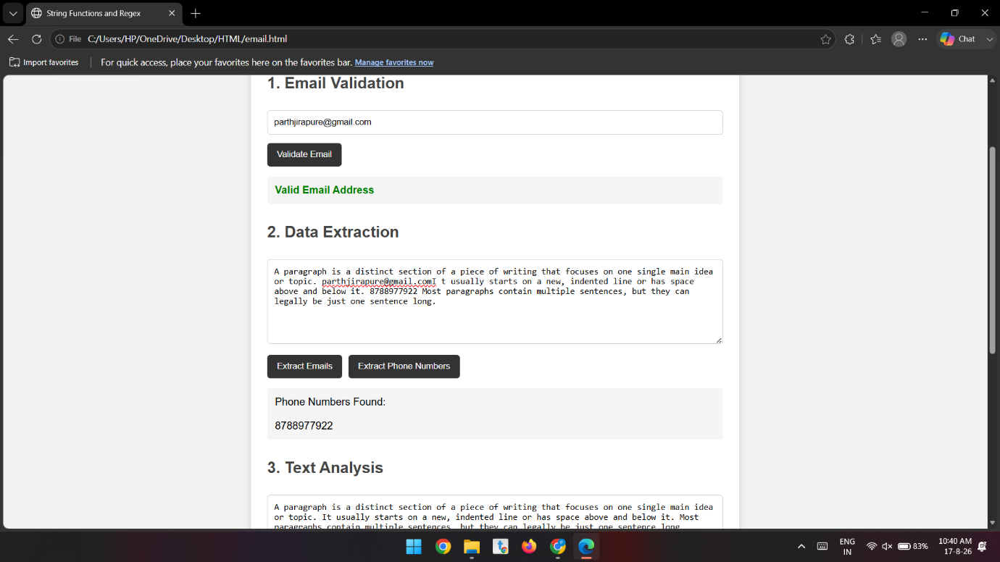 String Functions and Regex
File C:/Users/HP/OneDrive/Desktop/HTML/email.html
Chat
Import favorites
For quick access, place your favorites here on the favorites bar. Manage favorites now
1. Email Validation
parthjirapure@gmail.com
Validate Email
Valid Email Address
2. Data Extraction
A paragraph is a distinct section of a piece of writing that focuses on one single main idea
or topic. parthjirapure@gmail.comI t usually starts on a new, indented line or has space
above and below it. 8788977922 Most paragraphs contain multiple sentences, but they can
legally be just one sentence long.
Extract Emails Extract Phone Numbers
Phone Numbers Found:
8788977922
3. Text Analysis
A paragraph is a distinct section of a piece of writing that focuses on one single main idea
or topic. It usually starts on a new, indented line or has space above and below it. Most
paragraphs contain multiple sentences, but they can legally be just one sentence long.
ENG
IN
83%
10:40 AM
17-8-26